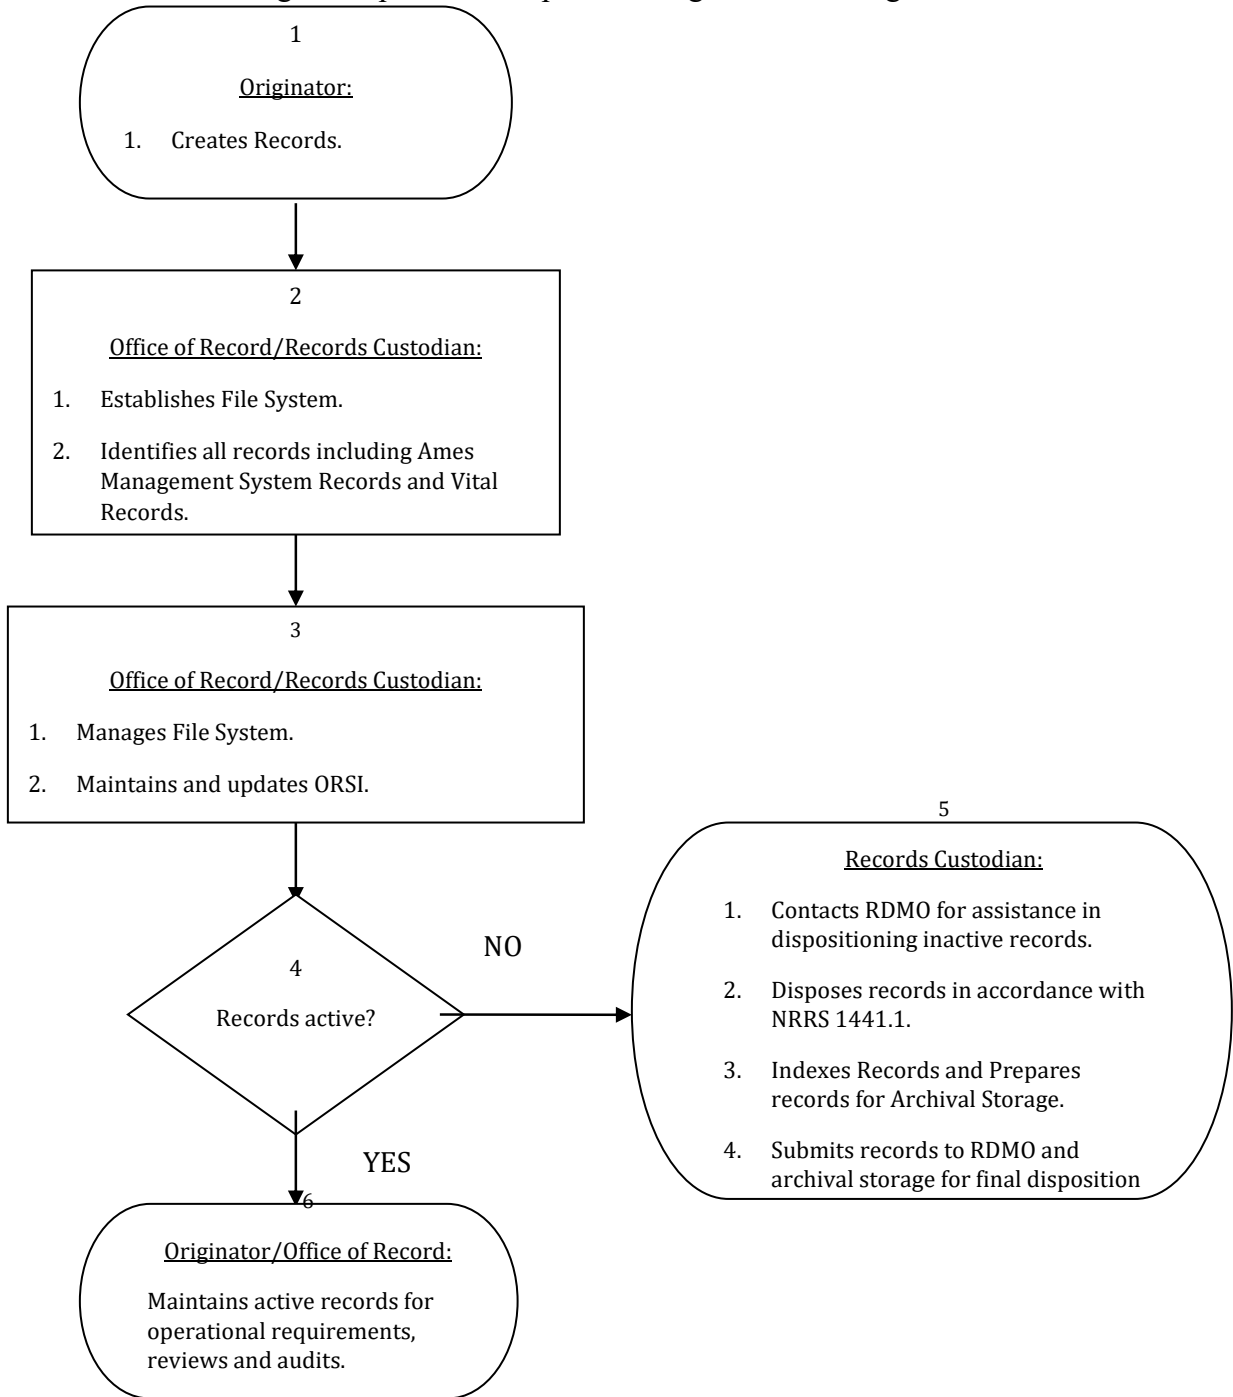 1
Originator:
1. Creates Records.
2
Office of Record/Records Custodian:
1. Establishes File System.
2. Identifies all records including Ames
Management System Records and Vital
Records.
3
Office of Record/Records Custodian:
1. Manages File System.
2. Maintains and updates ORSI.
4
Records active?
NO
5
Records Custodian:
1. Contacts RDMO for assistance in
dispositioning inactive records.
2. Disposes records in accordance with
NRRS 1441.1.
3. Indexes Records and Prepares
records for Archival Storage.
4. Submits records to RDMO and
archival storage for final disposition
YES
6
Originator/Office of Record:
Maintains active records for
operational requirements,
reviews and audits.